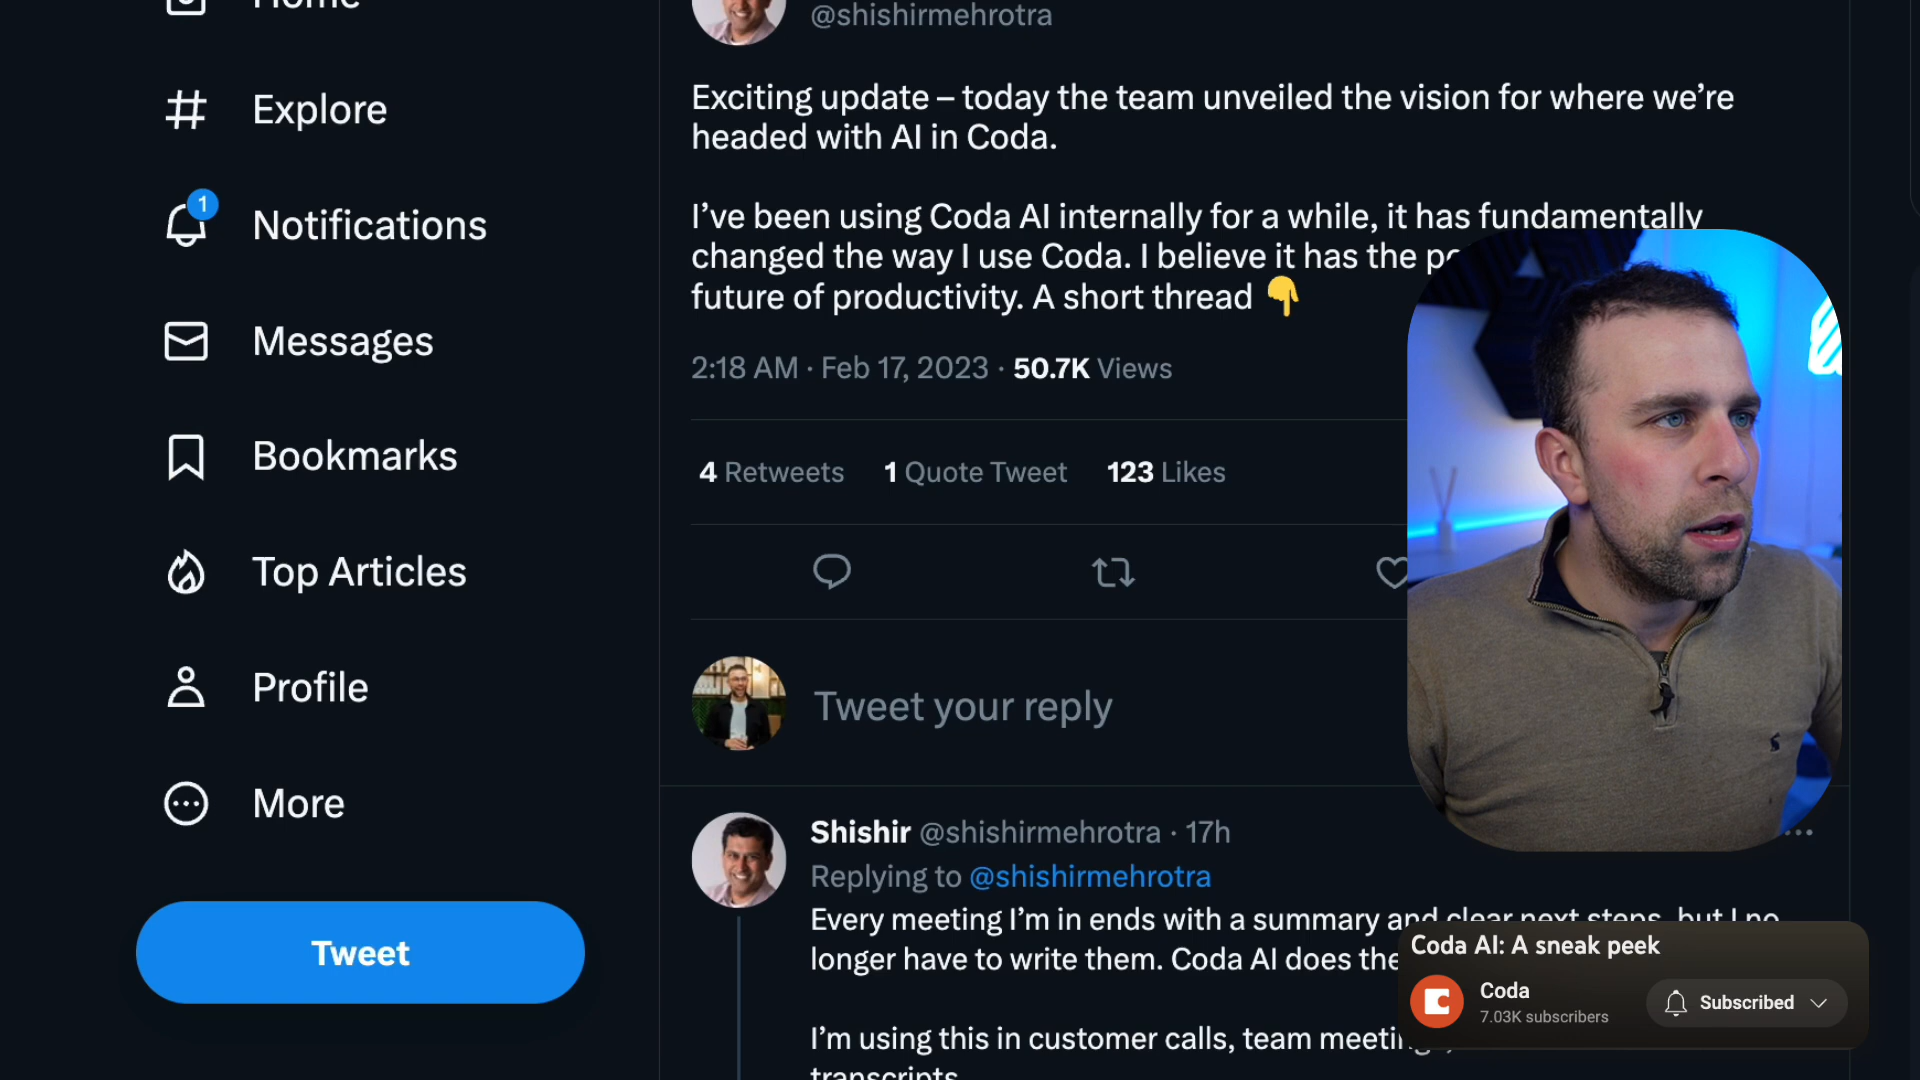 Home
Explore
1
Notifications
Messages
Bookmarks
Top Articles
Profile
More
Tweet
@shishirmehrotra
Exciting update – today the team unveiled the vision for where we’re
headed with AI in Coda.
I’ve been using Coda AI internally for a while, it has fundamentally
changed the way I use Coda. I believe it has the
future of productivity. A short thread 👇
2:18 AM · Feb 17, 2023 · 50.7K Views
4 Retweets 1 Quote Tweet 123 Likes
Tweet your reply
Shishir @shishirmehrotra · 17h
Replying to @shishirmehrotra
Every meeting I’m in ends with a summary and clear next steps, but I no
longer have to write them. Coda AI does
I’m using this in customer calls, team
transcripts
Coda AI: A sneak peek
Coda
7.03K subscribers
Subscribed